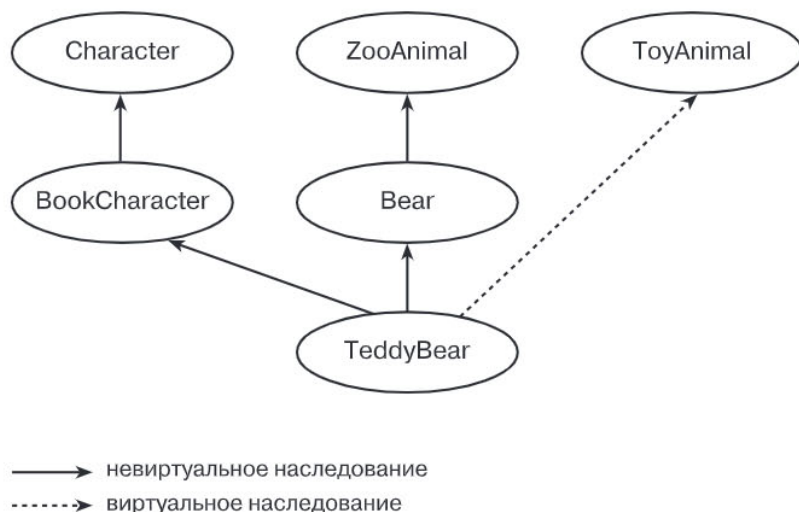 Character ZooAnimal ToyAnimal
BookCharacter Bear
TeddyBear
невиртуальное наследование
виртуальное наследование